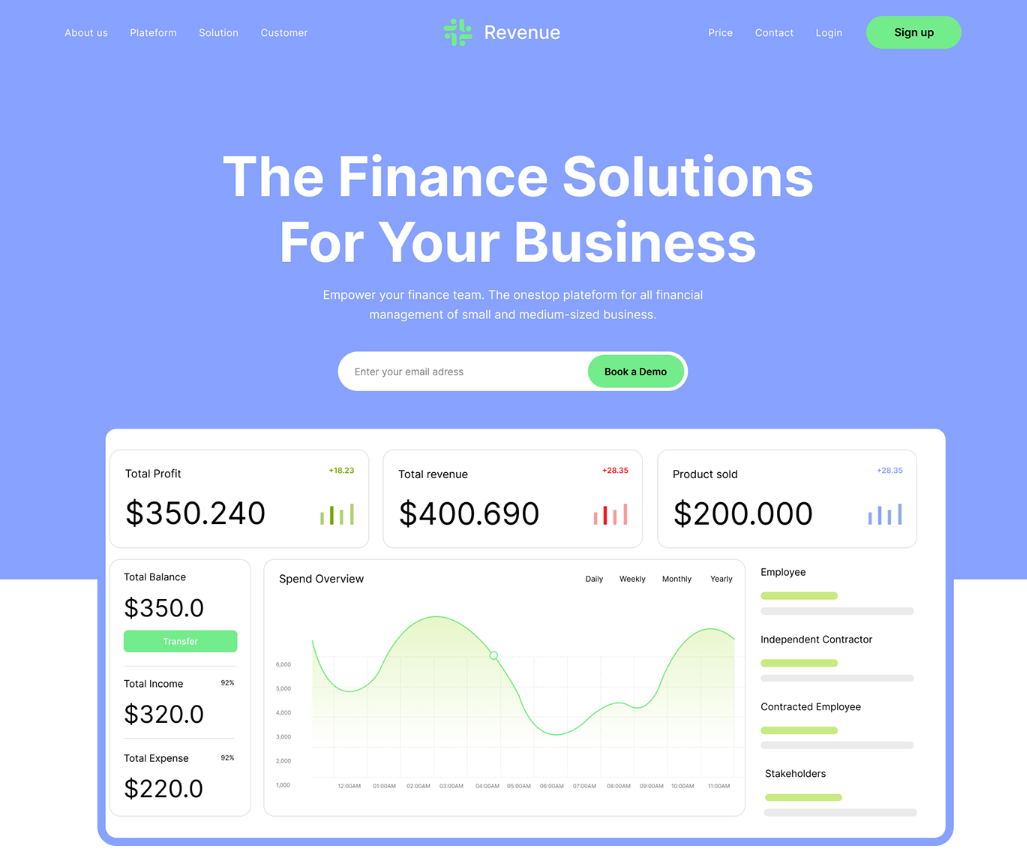 About us Plateform Solution Customer Revenue Price Contact Login Sign up
The Finance Solutions
For Your Business
Empower your finance team. The onestop plateform for all financial
management of small and medium-sized business.
Enter your email adress Book a Demo
Total Profit +18.23
$350.240
Total revenue +28.35
$400.690
Product sold +28.35
$200.000
Total Balance
$350.0
Transfer
Total Income 92%
$320.0
Total Expense 92%
$220.0
Spend Overview Daily Weekly Monthly Yearly
6,000
5,000
4,000
3,000
2,000
1,000
12:00AM 01:00AM 02:00AM 03:00AM 04:00AM 05:00AM 06:00AM 07:00AM 08:00AM 09:00AM 10:00AM 11:00AM
Employee
Independent Contractor
Contracted Employee
Stakeholders